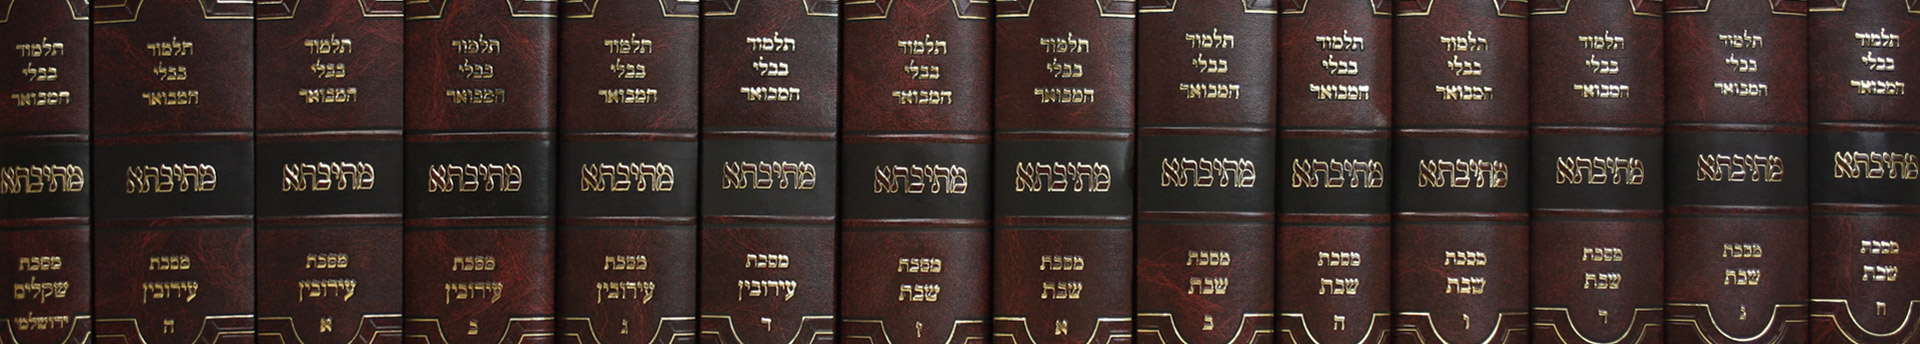 תלמוד
בבלי
המבואר
מתיבתא
מסכת
שבת
ח
תלמוד
בבלי
המבואר
מתיבתא
מסכת
שבת
ג
תלמוד
בבלי
המבואר
מתיבתא
מסכת
שבת
ד
תלמוד
בבלי
המבואר
מתיבתא
מסכת
שבת
ו
תלמוד
בבלי
המבואר
מתיבתא
מסכת
שבת
ה
תלמוד
בבלי
המבואר
מתיבתא
מסכת
שבת
ב
תלמוד
בבלי
המבואר
מתיבתא
מסכת
שבת
א
תלמוד
בבלי
המבואר
מתיבתא
מסכת
שבת
ז
תלמוד
בבלי
המבואר
מתיבתא
מסכת
עירובין
ד
תלמוד
בבלי
המבואר
מתיבתא
מסכת
עירובין
ג
תלמוד
בבלי
המבואר
מתיבתא
מסכת
עירובין
ב
תלמוד
בבלי
המבואר
מתיבתא
מסכת
עירובין
א
תלמוד
בבלי
המבואר
מתיבתא
מסכת
עירובין
ה
תלמוד
בבלי
המבואר
מתיבתא
מסכת
שקלים
ירושלמי